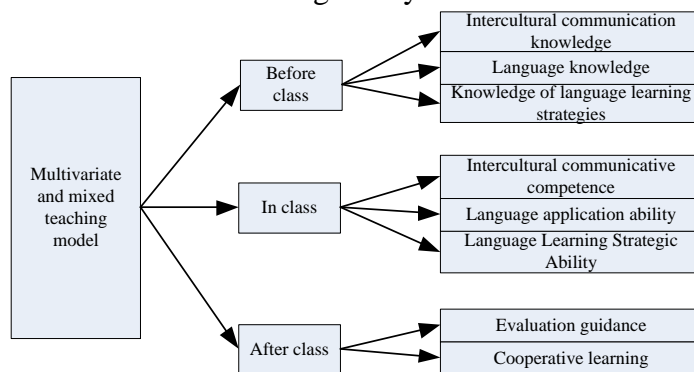 Multivariate
and mixed
teaching
model
Before
class
Intercultural communication
knowledge
Language knowledge
Knowledge of language learning
strategies
In class
Intercultural communicative
competence
Language application ability
Language Learning Strategic
Ability
After class
Evaluation guidance
Cooperative learning